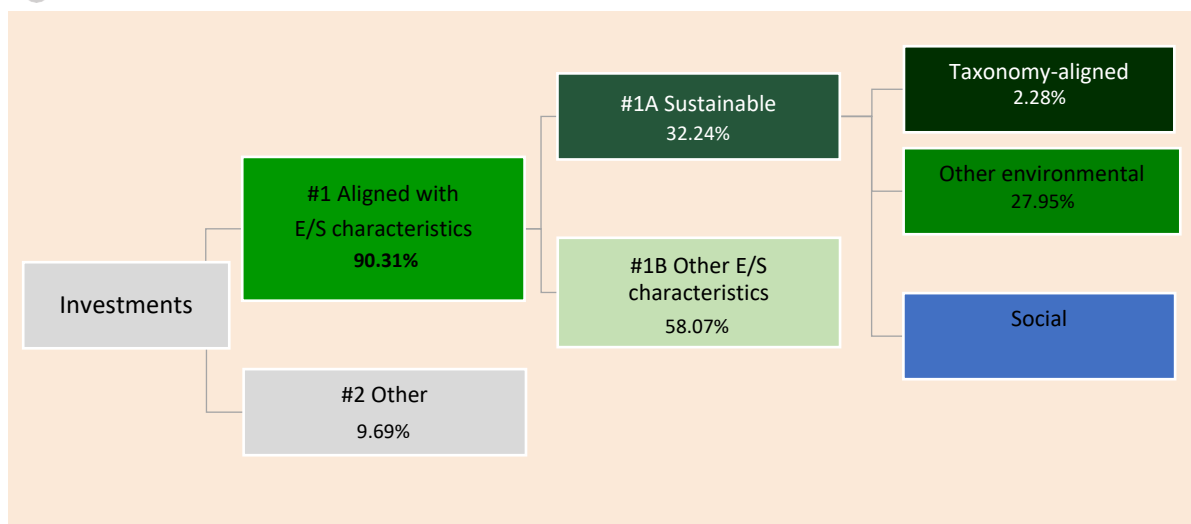 Investments
#1 Aligned with
E/S characteristics
90.31%
#2 Other
9.69%
#1A Sustainable
32.24%
#1B Other E/S
characteristics
58.07%
Taxonomy-aligned
2.28%
Other environmental
27.95%
Social